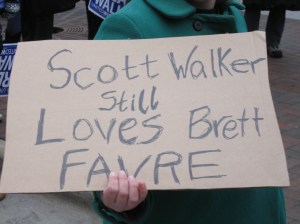 Scott Walker
Still
Loves Brett
FAVRE